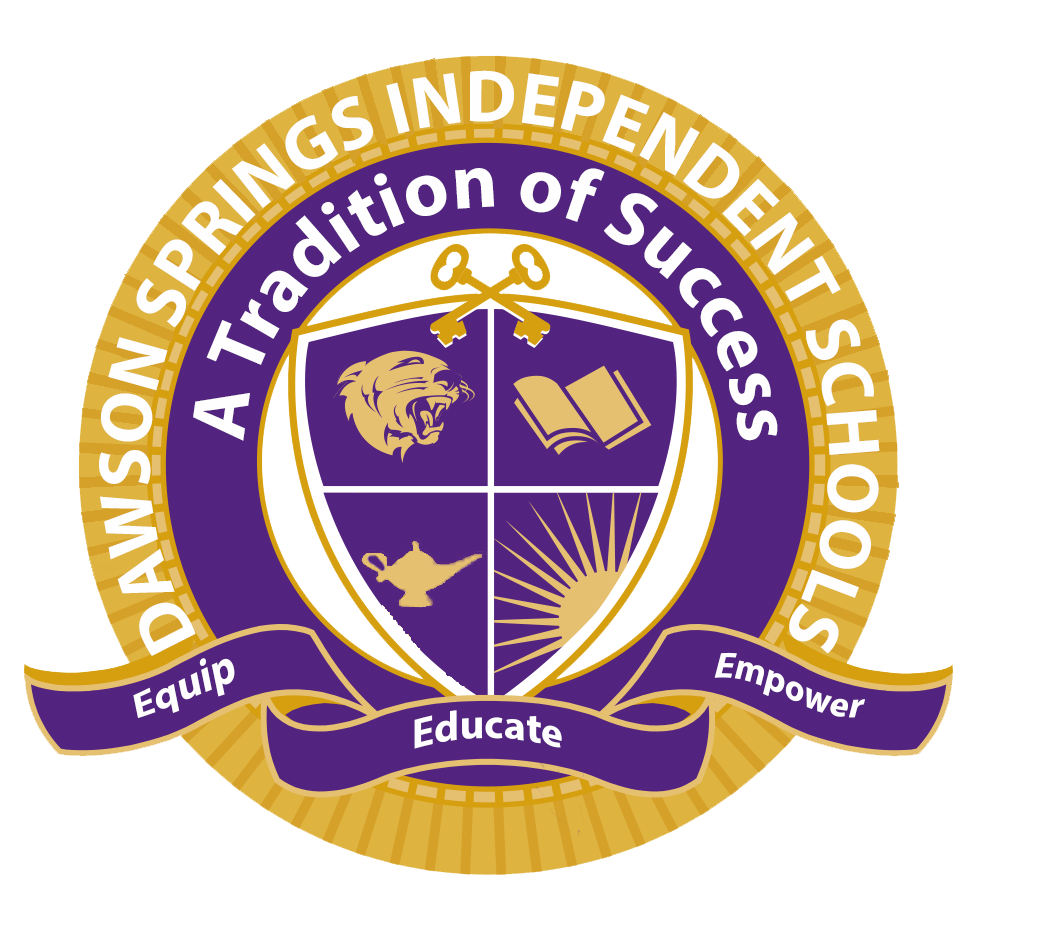 DAWSON SPRINGS INDEPENDENT SCHOOLS
A Tradition of Success
Equip
Educate
Empower